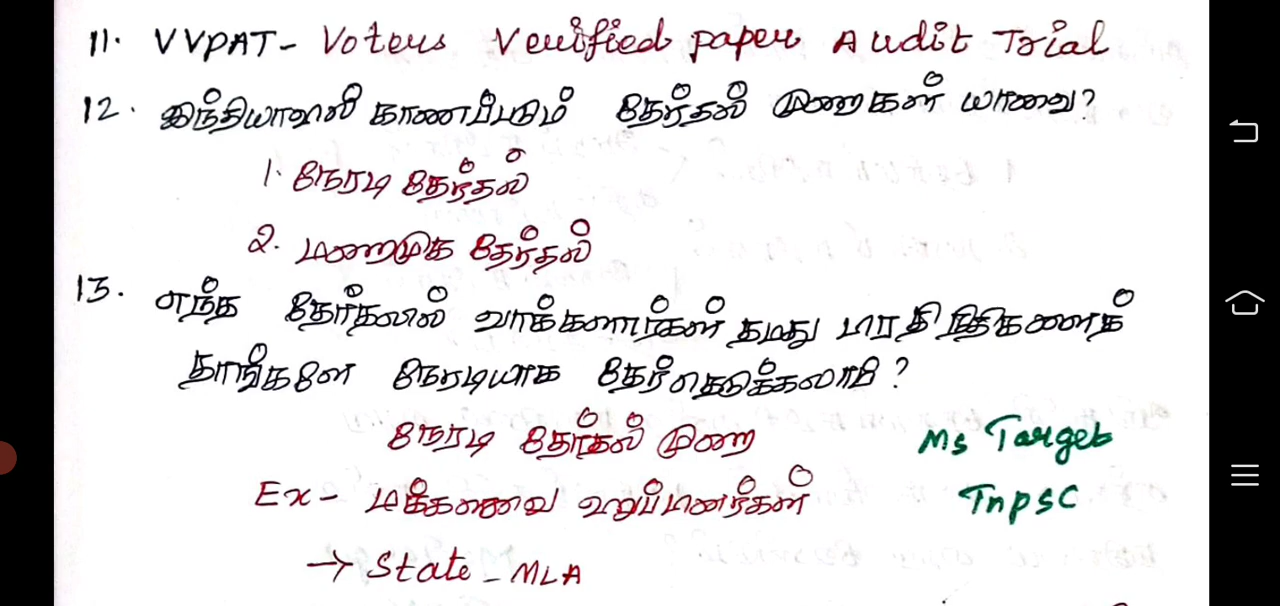 11. VVPAT - Voters Verified paper Audit Trial
12. இந்தியாவில் காணப்படும் தேர்தல் முறைகள் யாவை?
1. நேரடி தேர்தல்
2. மறைமுக தேர்தல்
13. எந்த தேர்தலில் வாக்காளர்கள் தமது பிரதிநிதிகளைத்
தாங்களே நேரடியாக தேர்ந்தெடுக்கலாம்?
நேரடி தேர்தல் முறை
Ms Target
Ex - மக்களவை உறுப்பினர்கள்
Tnpsc
→ State - MLA